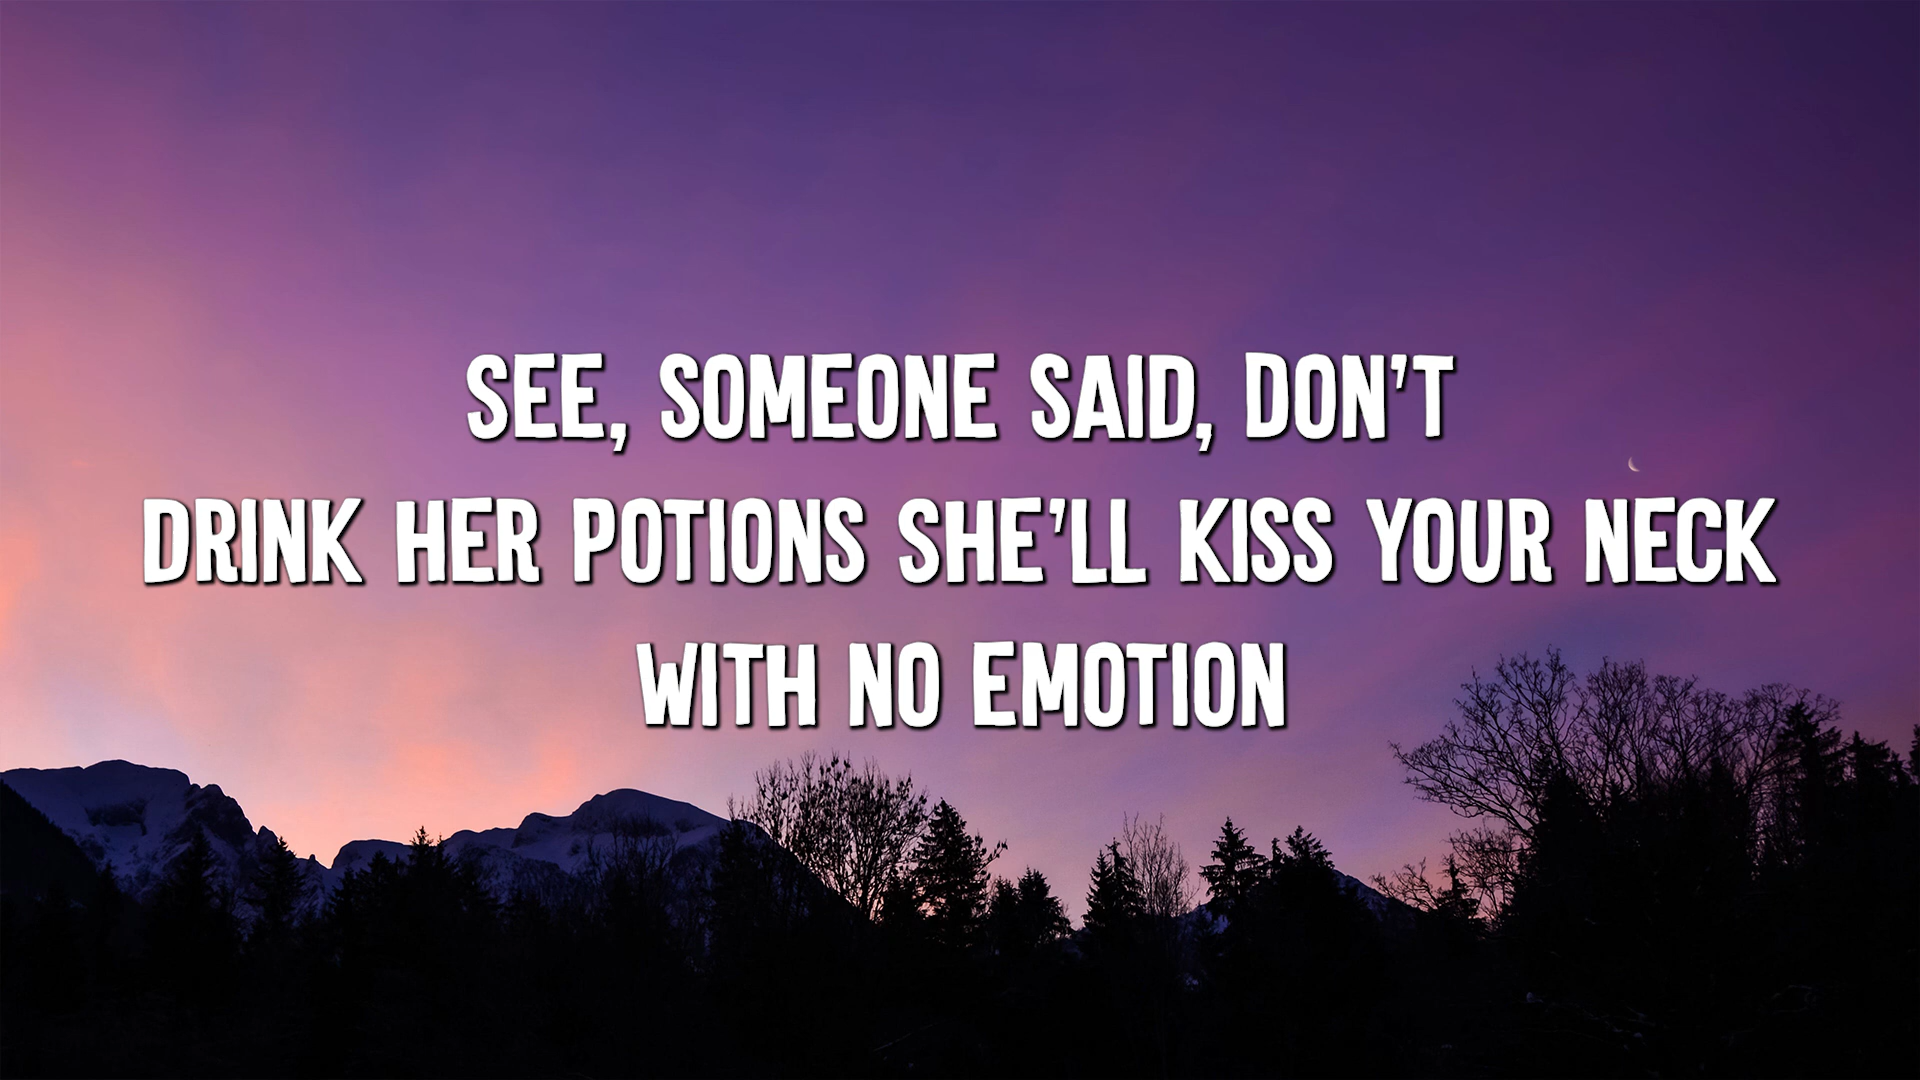 SEE, SOMEONE SAID, DON'T
DRINK HER POTIONS SHE'LL KISS YOUR NECK
WITH NO EMOTION